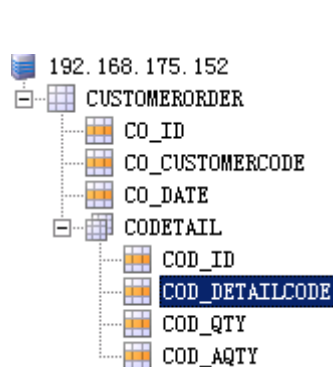 192.168.175.152
CUSTOMERORDER
CO_ID
CO_CUSTOMERCODE
CO_DATE
CODETAIL
COD_ID
COD_DETAILCODE
COD_QTY
COD_AQTY